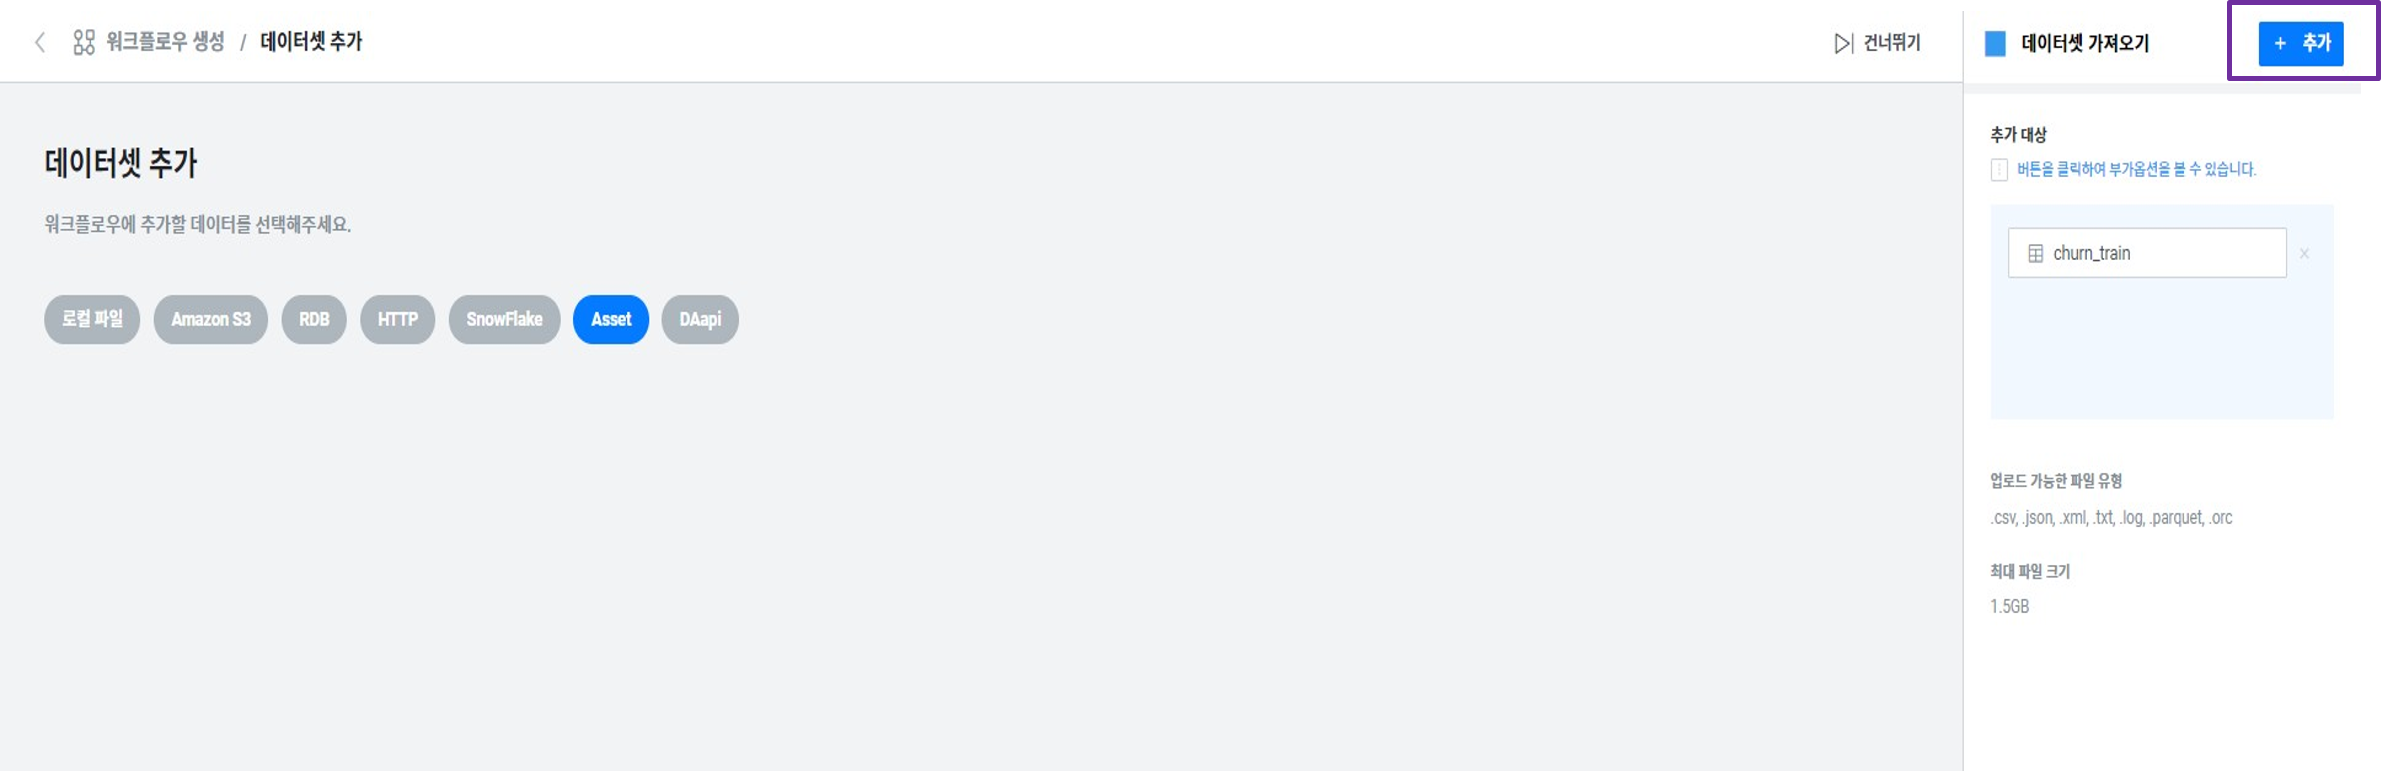 워크플로우 생성 / 데이터셋 추가
건너뛰기
데이터셋 추가
워크플로우에 추가할 데이터를 선택해주세요.
로컬 파일 Amazon S3 RDB HTTP SnowFlake Asset DAapi
데이터셋 가져오기
+ 추가
추가 대상
버튼을 클릭하여 부가옵션을 볼 수 있습니다.
churn_train
업로드 가능한 파일 유형
.csv, .json, .xml, .txt, .log, .parquet, .orc
최대 파일 크기
1.5GB